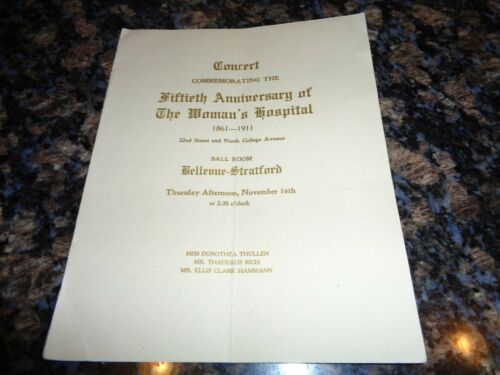 Concert
COMMEMORATING THE
Fiftieth Anniversary of
The Woman's Hospital
1861—1911
22nd Street and North College Avenue
BALL ROOM
Bellevue-Stratford
Thursday Afternoon, November 16th
at 3.30 o'clock
MISS DOROTHEA THULLEN
MR. THADDEUS RICH
MR. ELLIS CLARK HAMMANN